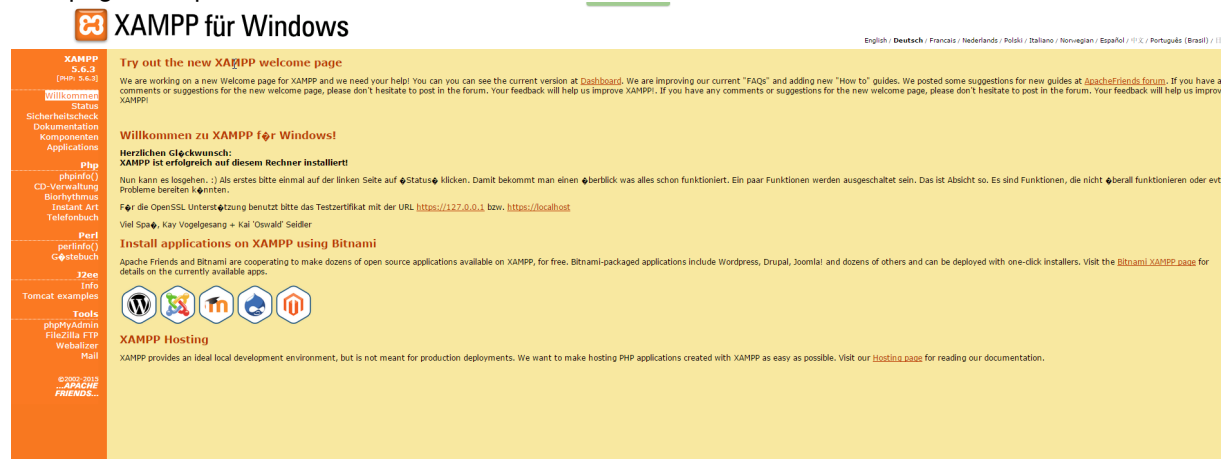 XAMPP für Windows
English / Deutsch / Francais / Nederlands / Polski / Italiano / Norwegian / Español / 中文 / Português (Brasil) /
XAMPP
5.6.3
[PHP: 5.6.3]
Willkommen
Status
Sicherheitscheck
Dokumentation
Komponenten
Applications
Php
phpinfo()
CD-Verwaltung
Biorhythmus
Instant Art
Telefonbuch
Perl
perlinfo()
G�stebuch
J2ee
Info
Tomcat examples
Tools
phpMyAdmin
FileZilla FTP
Webalizer
Mail
©2002-2015
...APACHE
FRIENDS...
Try out the new XAMPP welcome page
We are working on a new Welcome page for XAMPP and we need your help! You can you can see the current version at Dashboard. We are improving our current "FAQs" and adding new "How to" guides. We posted some suggestions for new guides at ApacheFriends forum. If you have a
comments or suggestions for the new welcome page, please don't hesitate to post in the forum. Your feedback will help us improve XAMPP!. If you have any comments or suggestions for the new welcome page, please don't hesitate to post in the forum. Your feedback will help us improv
XAMPP!
Willkommen zu XAMPP f�r Windows!
Herzlichen Gl�ckwunsch:
XAMPP ist erfolgreich auf diesem Rechner installiert!
Nun kann es losgehen. :) Als erstes bitte einmal auf der linken Seite auf �Status� klicken. Damit bekommt man einen �berblick was alles schon funktioniert. Ein paar Funktionen werden ausgeschaltet sein. Das ist Absicht so. Es sind Funktionen, die nicht �berall funktionieren oder evt
Probleme bereiten k�nnten.
F�r die OpenSSL Unterst�tzung benutzt bitte das Testzertifikat mit der URL https://127.0.0.1 bzw. https://localhost
Viel Spa�, Kay Vogelgesang + Kai 'Oswald' Seidler
Install applications on XAMPP using Bitnami
Apache Friends and Bitnami are cooperating to make dozens of open source applications available on XAMPP, for free. Bitnami-packaged applications include Wordpress, Drupal, Joomla! and dozens of others and can be deployed with one-click installers. Visit the Bitnami XAMPP page for
details on the currently available apps.
XAMPP Hosting
XAMPP provides an ideal local development environment, but is not meant for production deployments. We want to make hosting PHP applications created with XAMPP as easy as possible. Visit our Hosting page for reading our documentation.